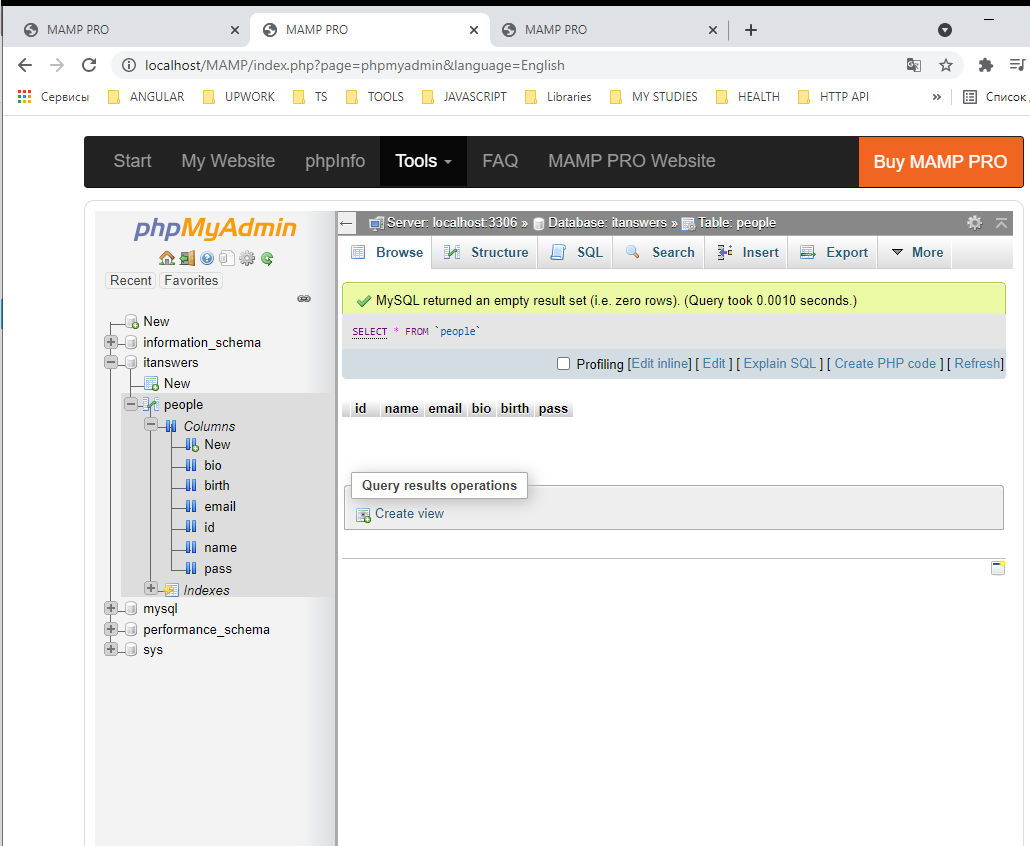 MAMP PRO
MAMP PRO
MAMP PRO
localhost/MAMP/index.php?page=phpmyadmin&language=English
Сервисы ANGULAR UPWORK TS TOOLS JAVASCRIPT Libraries MY STUDIES HEALTH HTTP API » Список
Start My Website phpInfo Tools FAQ MAMP PRO Website Buy MAMP PRO
phpMyAdmin
Recent Favorites
New
information_schema
itanswers
New
people
Columns
New
bio
birth
email
id
name
pass
Indexes
mysql
performance_schema
sys
Server: localhost:3306 » Database: itanswers » Table: people
Browse Structure SQL Search Insert Export More
MySQL returned an empty result set (i.e. zero rows). (Query took 0.0010 seconds.)
SELECT * FROM `people`
Profiling [Edit inline] [ Edit ] [ Explain SQL ] [ Create PHP code ] [ Refresh]
id name email bio birth pass
Query results operations
Create view